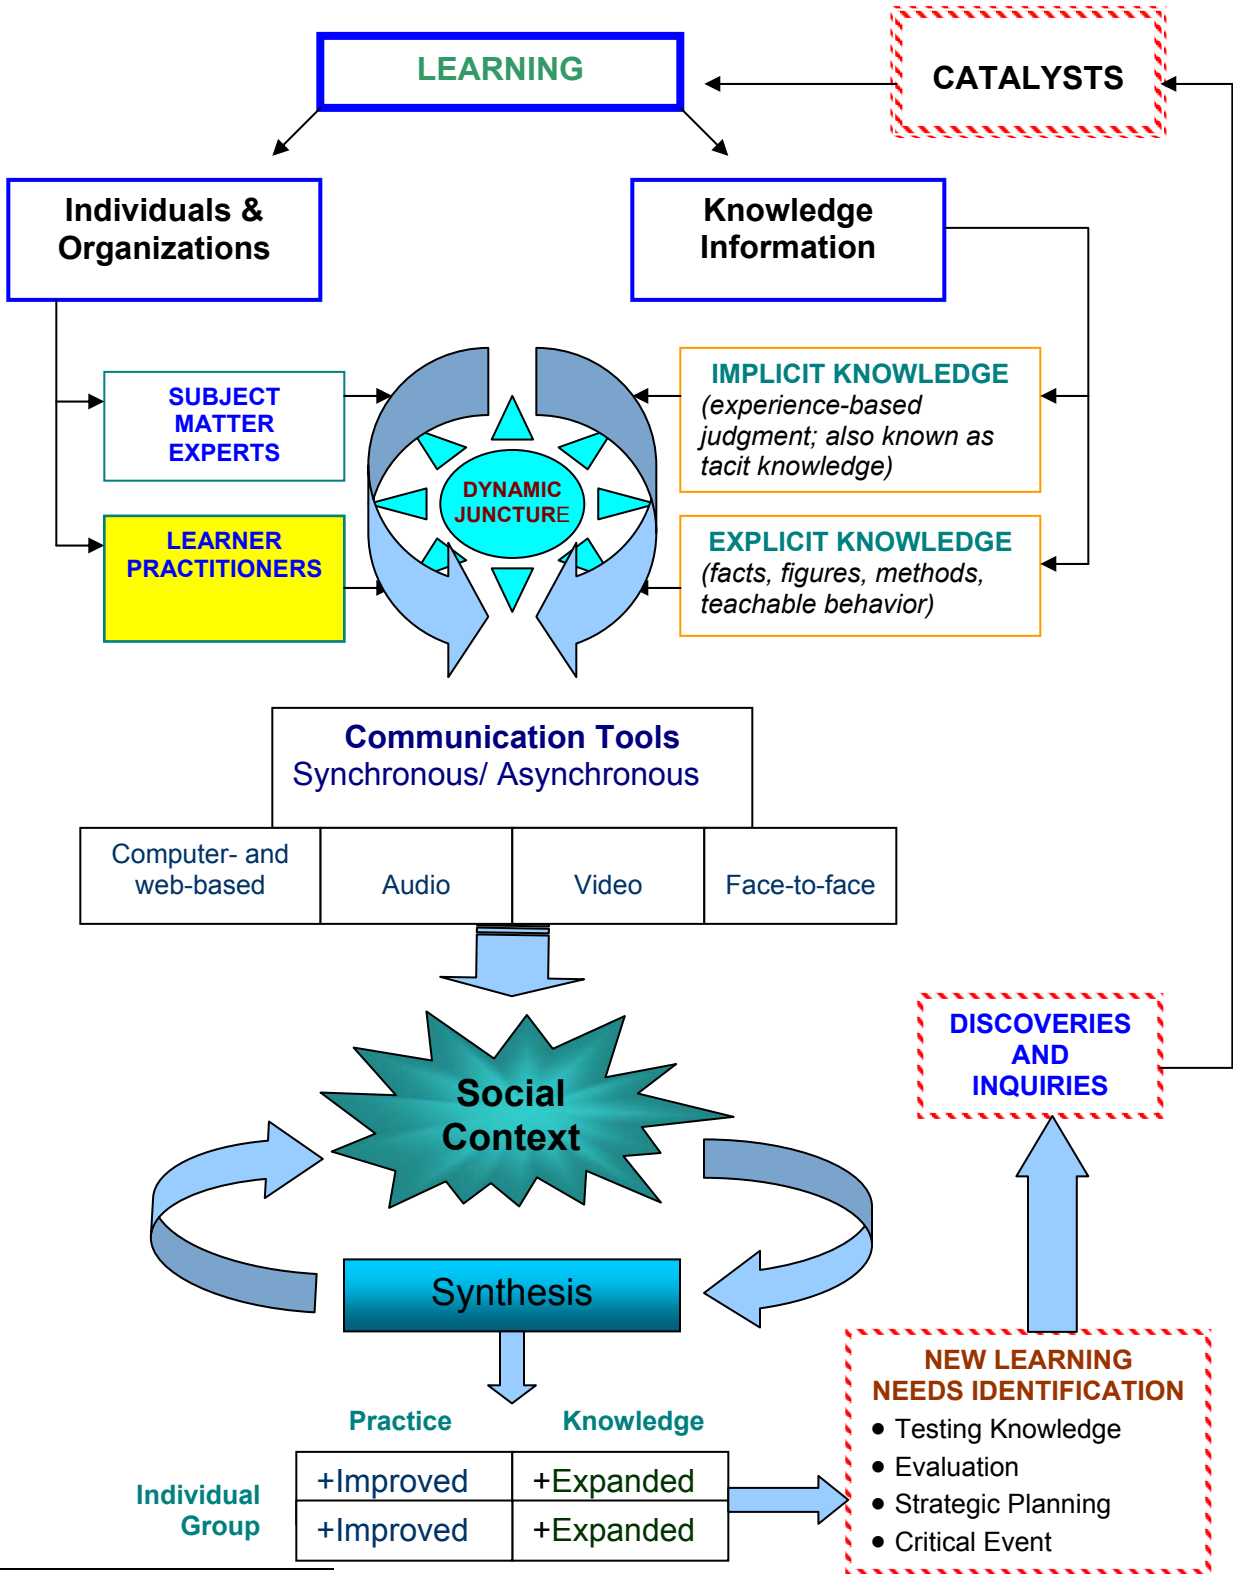 LEARNING
CATALYSTS
Individuals &
Organizations
Knowledge
Information
SUBJECT
MATTER
EXPERTS
LEARNER
PRACTITIONERS
DYNAMIC
JUNCTURE
IMPLICIT KNOWLEDGE
(experience-based
judgment; also known as
tacit knowledge)
EXPLICIT KNOWLEDGE
(facts, figures, methods,
teachable behavior)
Communication Tools
Synchronous/ Asynchronous
Computer- and
web-based
Audio
Video
Face-to-face
Social
Context
DISCOVERIES
AND
INQUIRIES
Synthesis
Practice
Knowledge
Individual
Group
+Improved
+Expanded
+Improved
+Expanded
NEW LEARNING
NEEDS IDENTIFICATION
• Testing Knowledge
• Evaluation
• Strategic Planning
• Critical Event